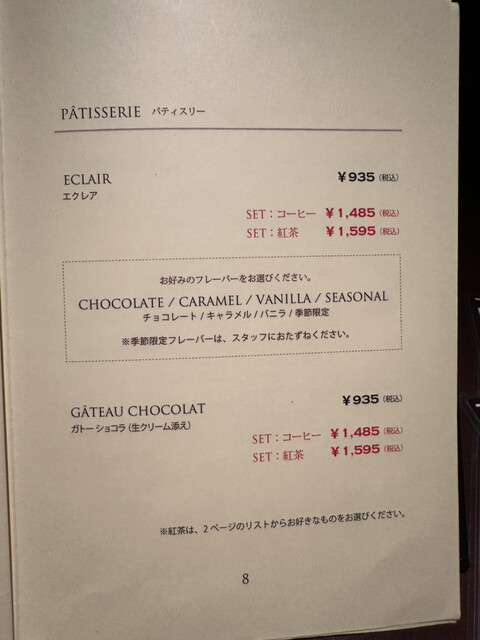 PÂTISSERIE パティスリー
ECLAIR ¥935 (税込)
エクレア
SET：コーヒー ¥1,485 (税込)
SET：紅茶 ¥1,595 (税込)
お好みのフレーバーをお選びください。
CHOCOLATE / CARAMEL / VANILLA / SEASONAL
チョコレート / キャラメル / バニラ / 季節限定
※季節限定フレーバーは、スタッフにおたずねください。
GÂTEAU CHOCOLAT ¥935 (税込)
ガトーショコラ（生クリーム添え）
SET：コーヒー ¥1,485 (税込)
SET：紅茶 ¥1,595 (税込)
※紅茶は、2ページのリストからお好きなものをお選びください。
8